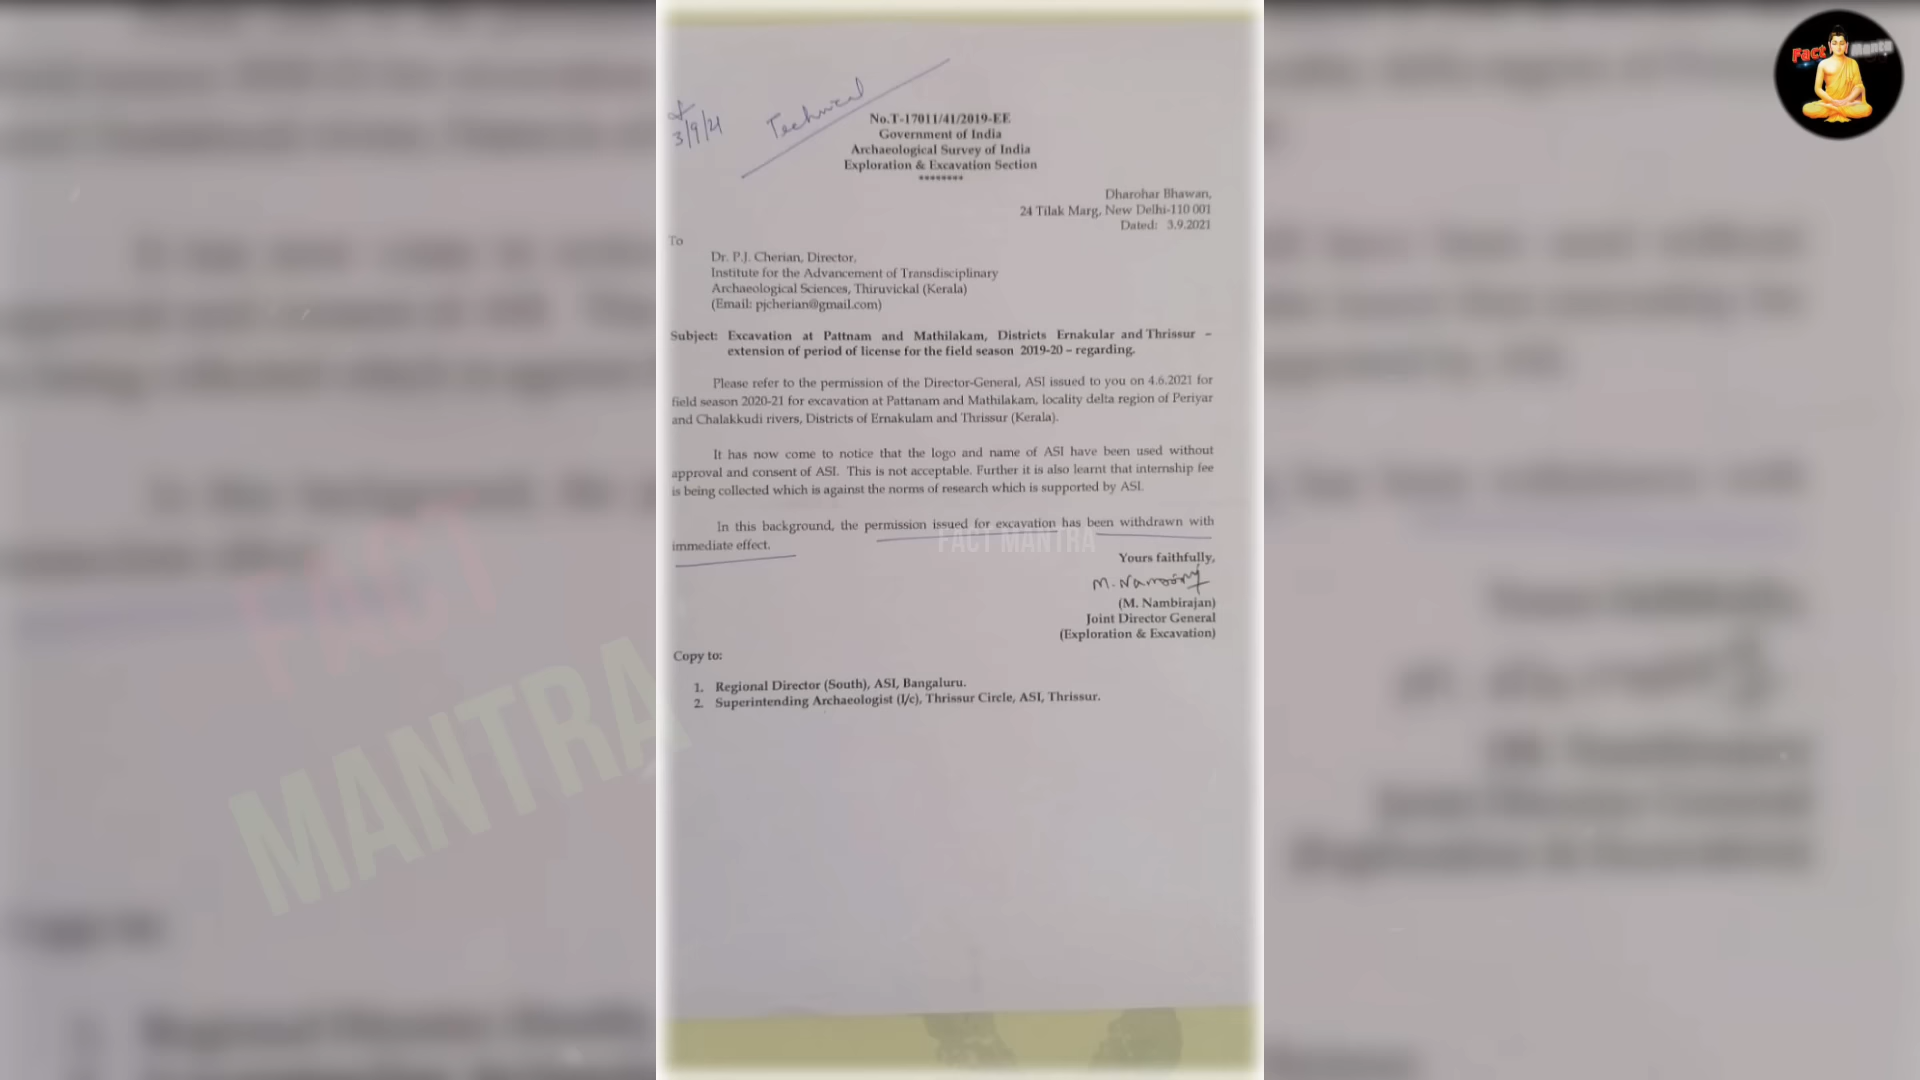 Fact Manta
3/9/21
Technical
No.T-17011/41/2019-EE
Government of India
Archaeological Survey of India
Exploration & Excavation Section
********
Dharohar Bhawan,
24 Tilak Marg, New Delhi-110 001
Dated: 3.9.2021
To
Dr. P.J. Cherian, Director,
Institute for the Advancement of Transdisciplinary
Archaeological Sciences, Thiruvickal (Kerala)
(Email: pjcherian@gmail.com)
Subject: Excavation at Pattnam and Mathilakam, Districts Ernakular and Thrissur –
extension of period of license for the field season 2019-20 – regarding.
Please refer to the permission of the Director-General, ASI issued to you on 4.6.2021 for
field season 2020-21 for excavation at Pattanam and Mathilakam, locality delta region of Periyar
and Chalakkudi rivers, Districts of Ernakulam and Thrissur (Kerala).
It has now come to notice that the logo and name of ASI have been used without
approval and consent of ASI. This is not acceptable. Further it is also learnt that internship fee
is being collected which is against the norms of research which is supported by ASI.
In this background, the permission issued for excavation has been withdrawn with
immediate effect.
FACT MANTRA
Yours faithfully,
M. Nambiraj
(M. Nambirajan)
Joint Director General
(Exploration & Excavation)
Copy to:
1. Regional Director (South), ASI, Bangaluru.
2. Superintending Archaeologist (I/c), Thrissur Circle, ASI, Thrissur.
FACT
MANTRA